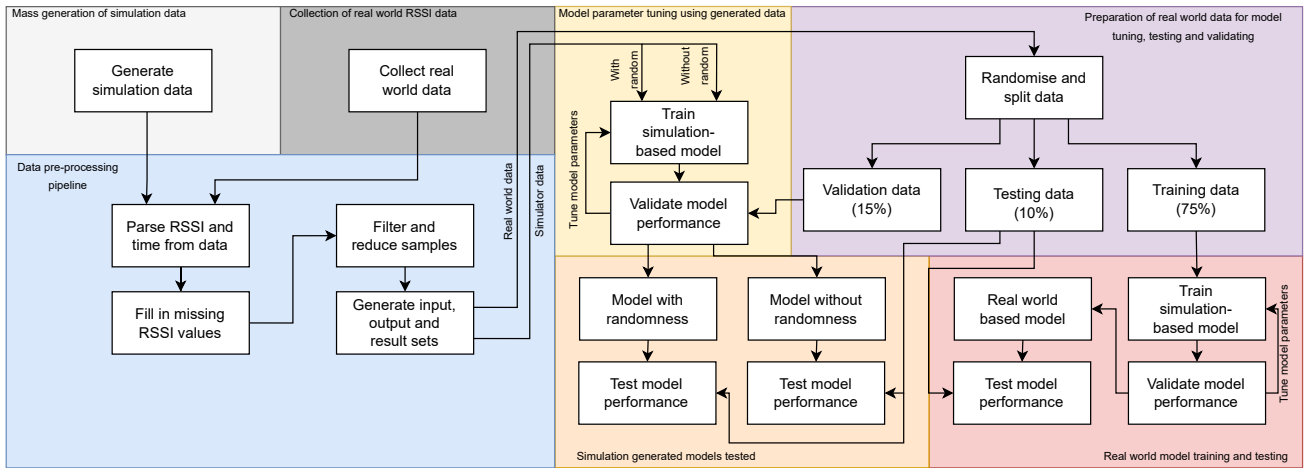 Mass generation of simulation data
Generate
simulation data
Collection of real world RSSI data
Collect real
world data
Data pre-processing
pipeline
Parse RSSI and
time from data
Fill in missing
RSSI values
Filter and
reduce samples
Generate input,
output and
result sets
Real world data
Simulator data
Model parameter tuning using generated data
With
random
Without
random
Train
simulation-
based model
Tune model parameters
Validate model
performance
Preparation of real world data for model
tuning, testing and validating
Randomise and
split data
Validation data
(15%)
Testing data
(10%)
Training data
(75%)
Model with
randomness
Model without
randomness
Test model
performance
Test model
performance
Simulation generated models tested
Real world
based model
Train
simulation-
based model
Tune model parameters
Test model
performance
Validate model
performance
Real world model training and testing